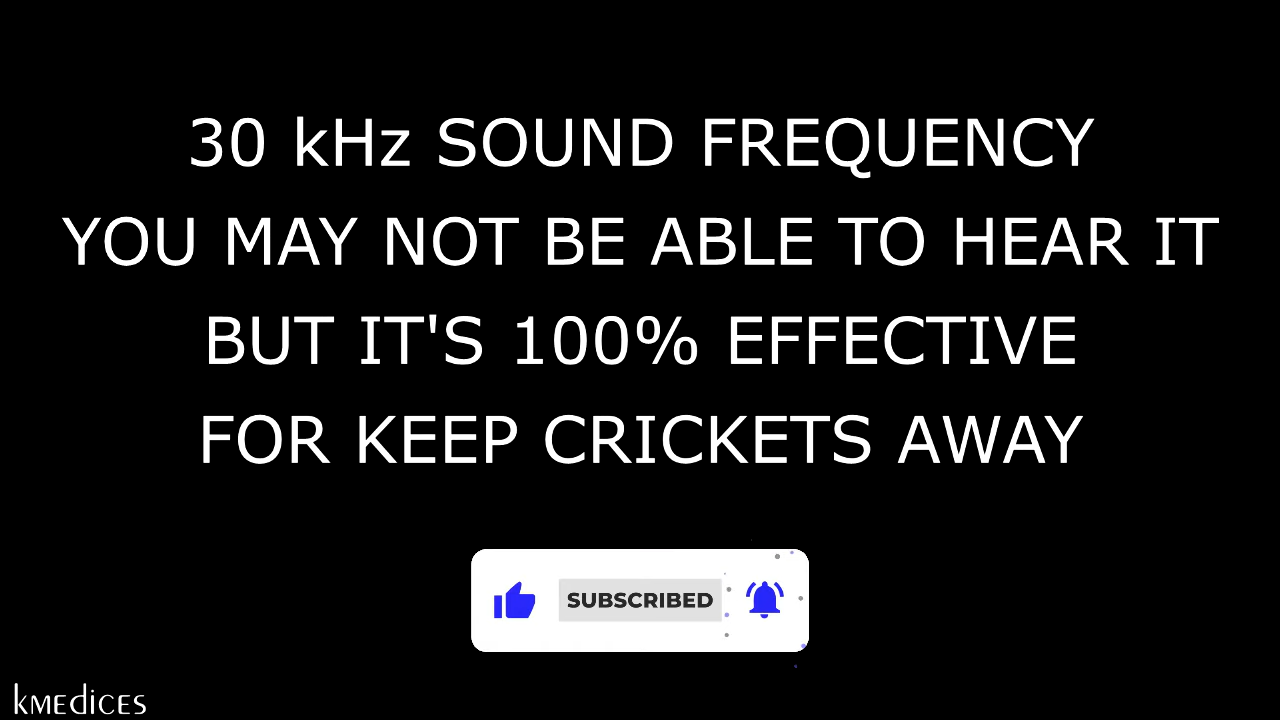 30 kHz SOUND FREQUENCY
YOU MAY NOT BE ABLE TO HEAR IT
BUT IT'S 100% EFFECTIVE
FOR KEEP CRICKETS AWAY
SUBSCRIBED
kMEdiCES